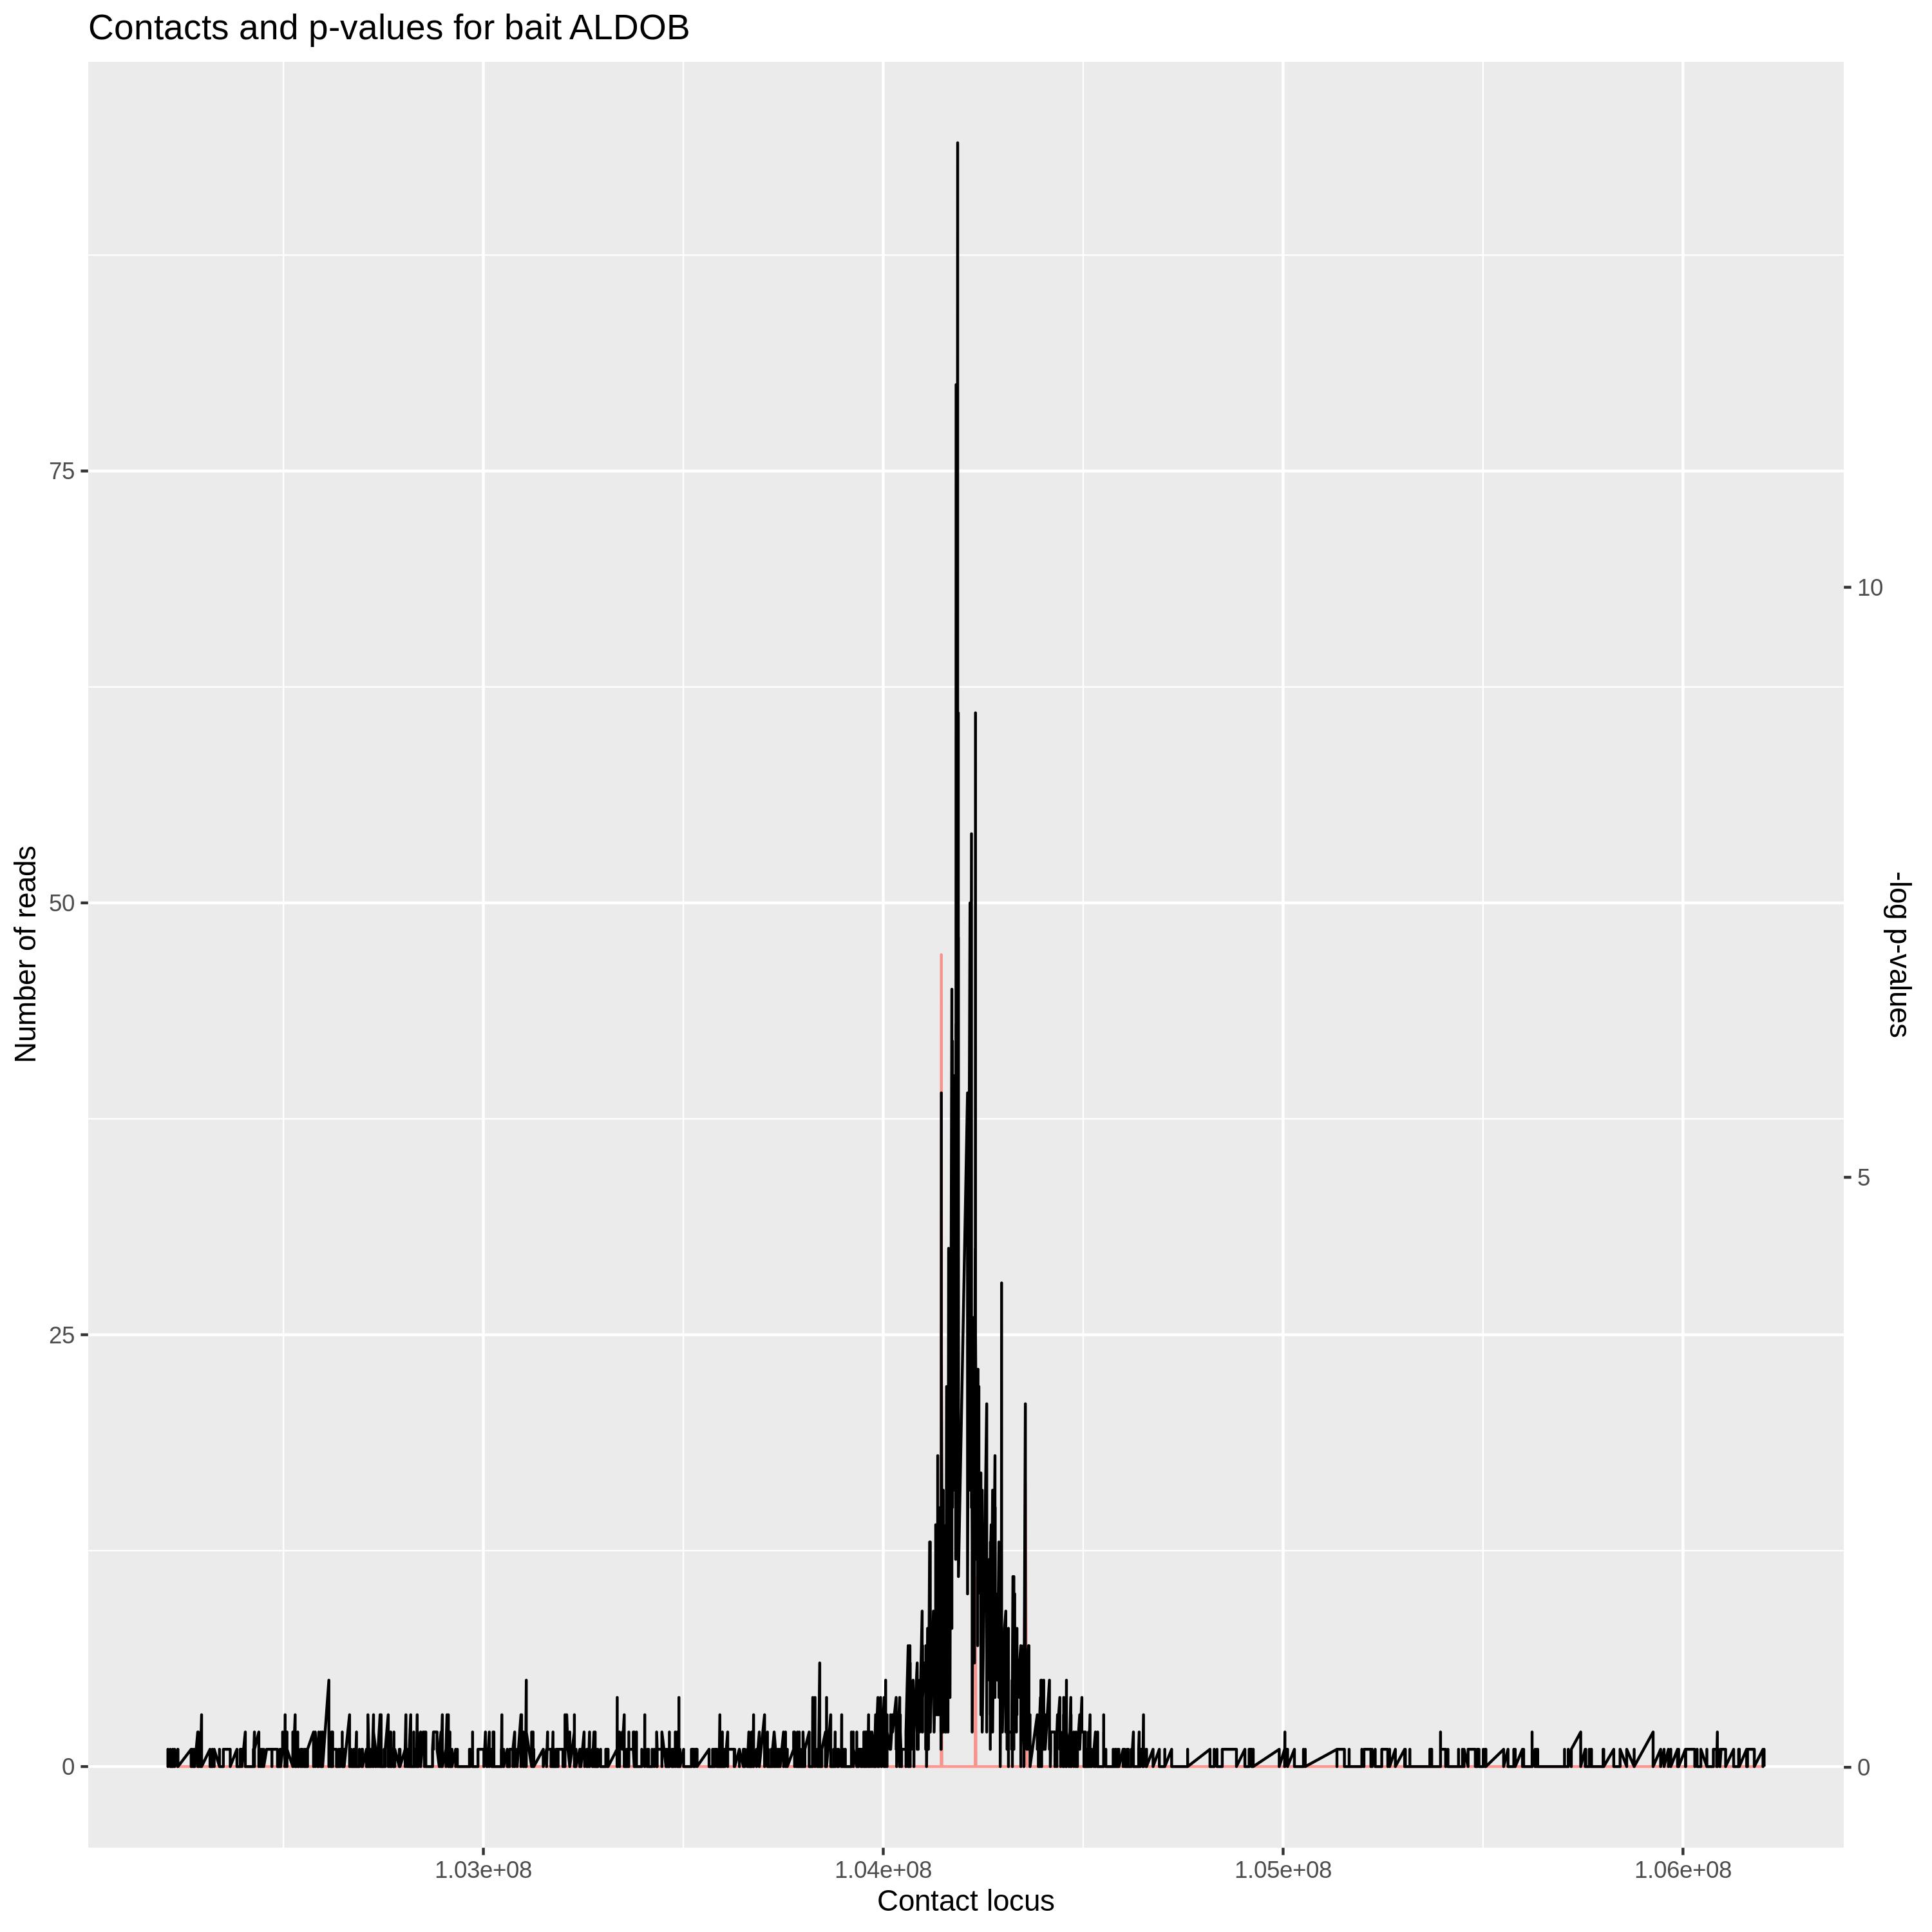 Contacts and p-values for bait ALDOB
75
50
25
0
Number of reads
10
5
0
-log p-values
1.03e+08
1.04e+08
1.05e+08
1.06e+08
Contact locus